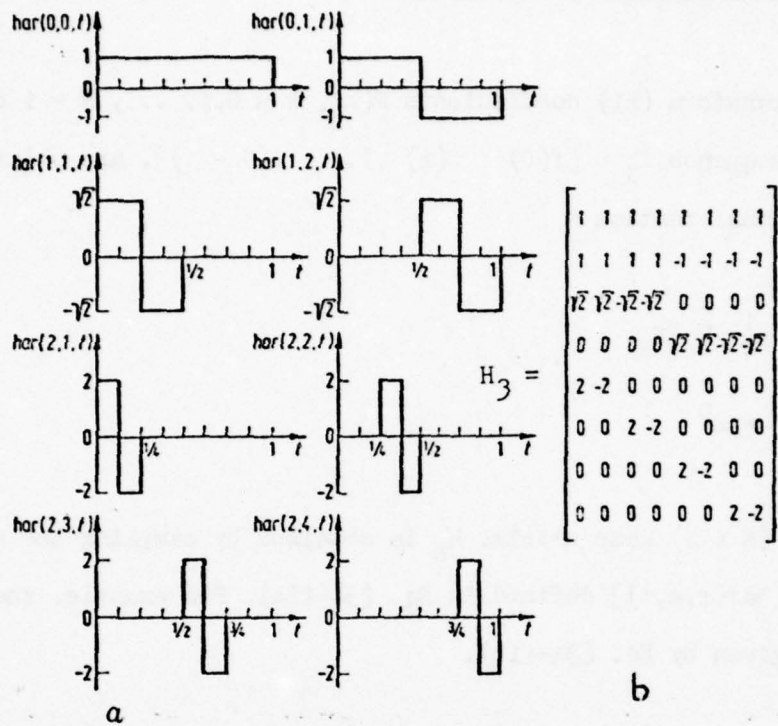 har(0,0,t)
1
0
-1
1
har(0,1,t)
1
0
-1
1 t
har(1,1,t)
√2
0
-√2
1/2 1 t
har(1,2,t)
√2
0
-√2
1/2 1 t
har(2,1,t)
2
0
-2
1/4 t
har(2,2,t)
2
0
-2
1/4 1/2 t
har(2,3,t)
2
0
-2
1/2 3/4 1 t
har(2,4,t)
2
0
-2
3/4 1 t
a
H3 =
1 1 1 1 1 1 1 1
1 1 1 1 -1 -1 -1 -1
√2 √2 -√2 -√2 0 0 0 0
0 0 0 0 √2 √2 -√2 -√2
2 -2 0 0 0 0 0 0
0 0 2 -2 0 0 0 0
0 0 0 0 2 -2 0 0
0 0 0 0 0 0 2 -2
b